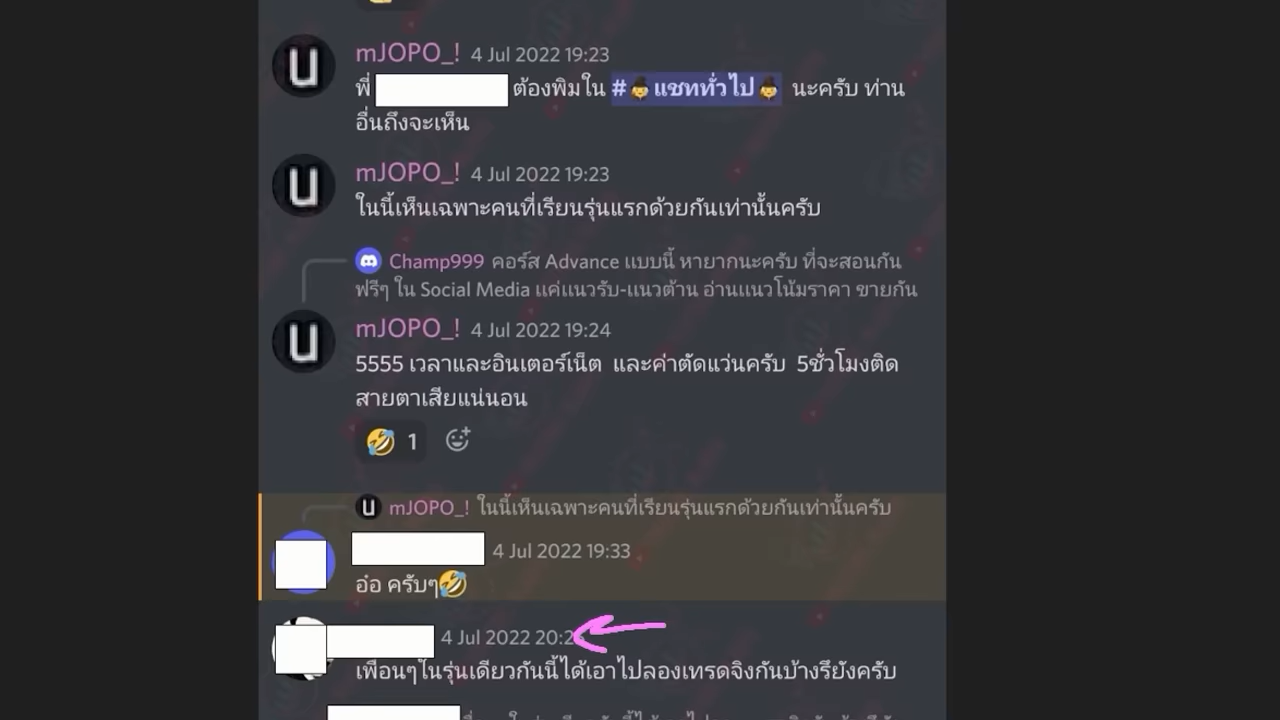 mJOPO_! 4 Jul 2022 19:23
พี่ ต้องพิมใน # แชททั่วไป นะครับ ท่าน
อื่นถึงจะเห็น
mJOPO_! 4 Jul 2022 19:23
ในนี้เห็นเฉพาะคนที่เรียนรุ่นแรกด้วยกันเท่านั้นครับ
Champ999 คอร์ส Advance แบบนี้ หายากนะครับ ที่จะสอนกัน
ฟรีๆ ใน Social Media แค่แนวรับ-แนวต้าน อ่านแนวโน้มราคา ขายกัน
mJOPO_! 4 Jul 2022 19:24
5555 เวลาและอินเตอร์เน็ต และค่าตัดแว่นครับ 5ชั่วโมงติด
สายตาเสียแน่นอน
🤣 1
mJOPO_! ในนี้เห็นเฉพาะคนที่เรียนรุ่นแรกด้วยกันเท่านั้นครับ
4 Jul 2022 19:33
อ๋อ ครับๆ🤣
4 Jul 2022
เพื่อนๆในรุ่นเดียวกันนี้ได้เอาไปลองเทรดจิงกันบ้างรึยังครับ